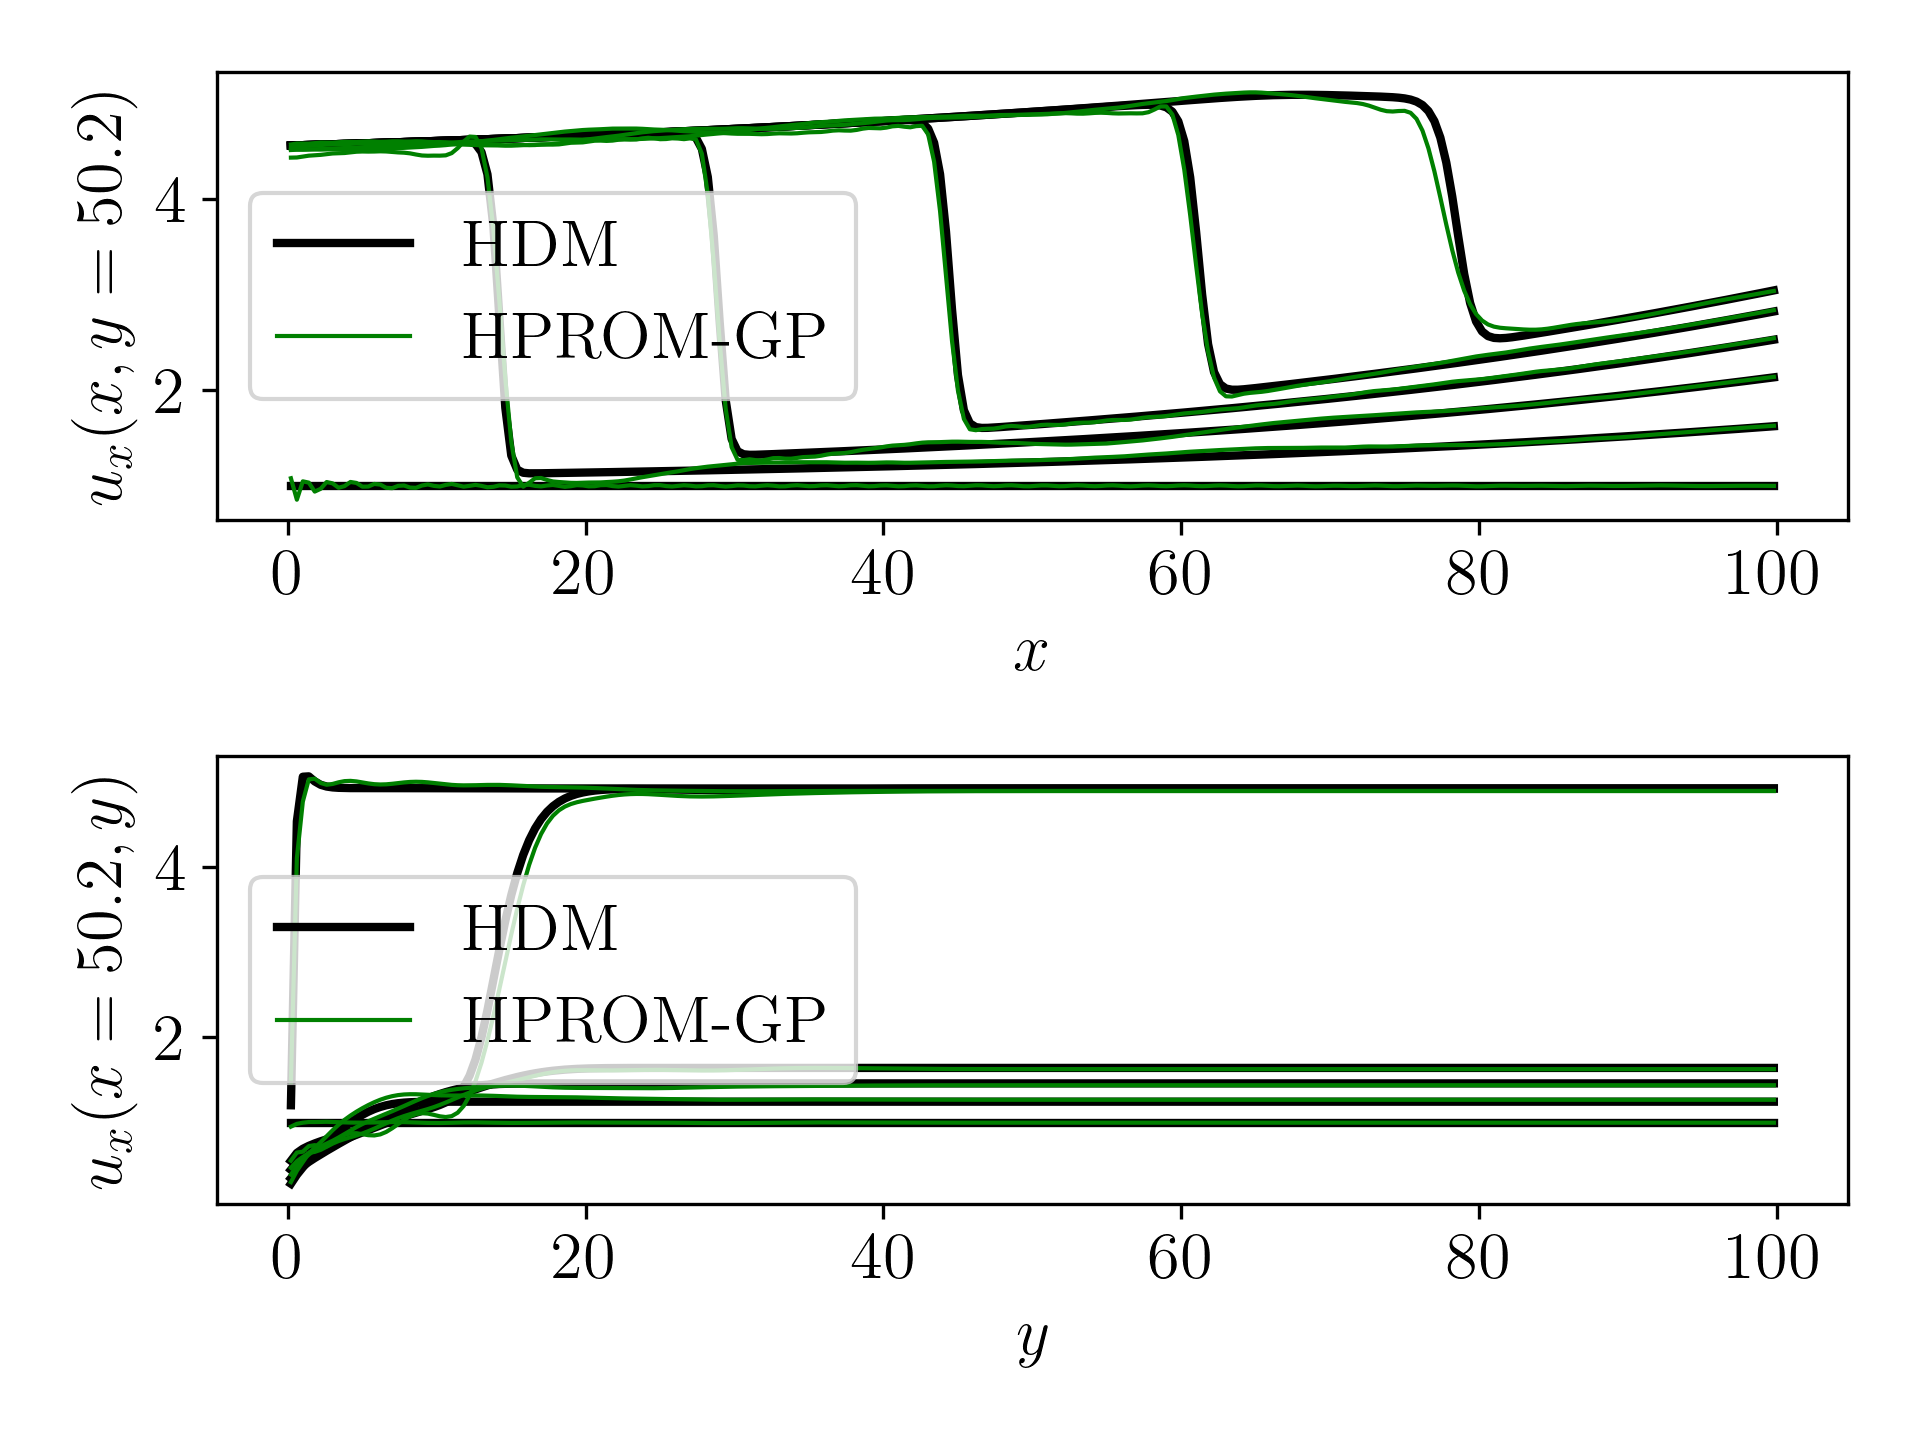 u_x(x, y = 50.2)
4
2
HDM
HPROM-GP
0 20 40 60 80 100
x
u_x(x = 50.2, y)
4
2
HDM
HPROM-GP
0 20 40 60 80 100
y